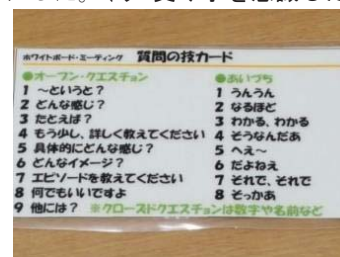 ホワイトボード・ミーティング 質問の技カード
●オープン・クエスチョン
1 ～というと？
2 どんな感じ？
3 たとえば？
4 もう少し、詳しく教えてください
5 具体的にどんな感じ？
6 どんなイメージ？
7 エピソードを教えてください
8 何でもいいですよ
9 他には？
●あいづち
1 うんうん
2 なるほど
3 わかる、わかる
4 そうなんだあ
5 へえ～
6 だよねえ
7 それで、それで
8 そっかあ
※クローズドクエスチョンは数字や名前など